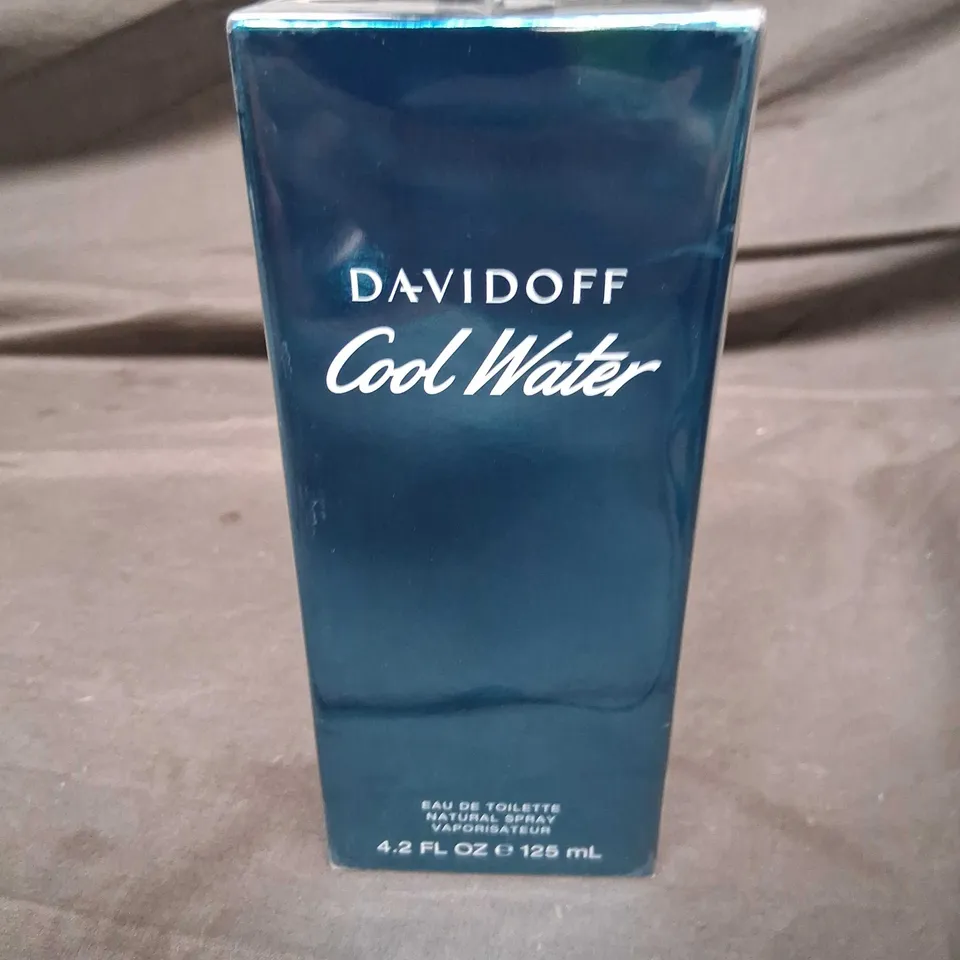 DAVIDOFF
Cool Water
EAU DE TOILETTE
NATURAL SPRAY
VAPORISATEUR
4.2 FL OZ ℮ 125 mL